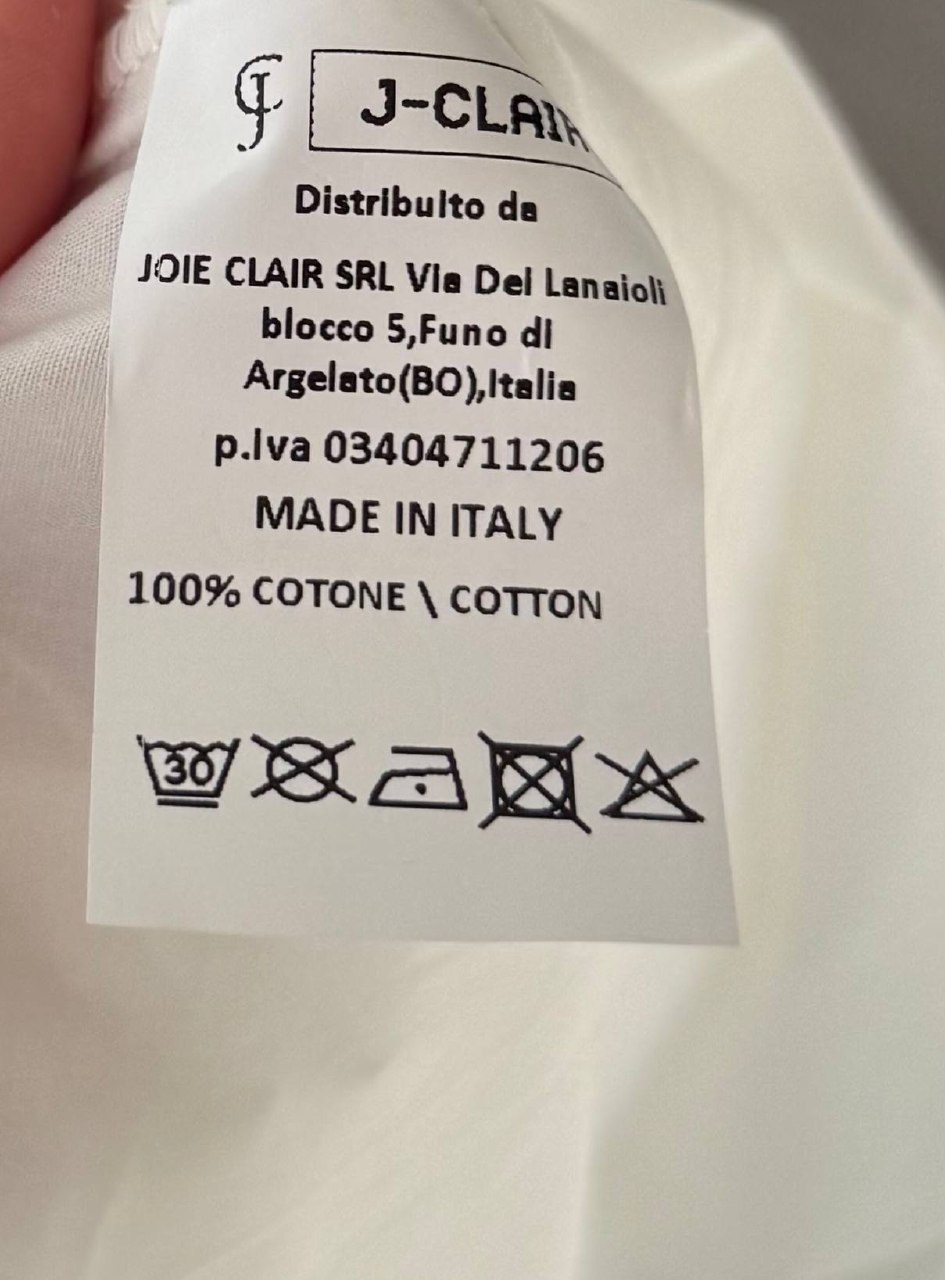 J-CLAIR
Distribuito da
JOIE CLAIR SRL Via Dei Lanaioli
blocco 5,Funo di
Argelato(BO),Italia
p.Iva 03404711206
MADE IN ITALY
100% COTONE \ COTTON
30